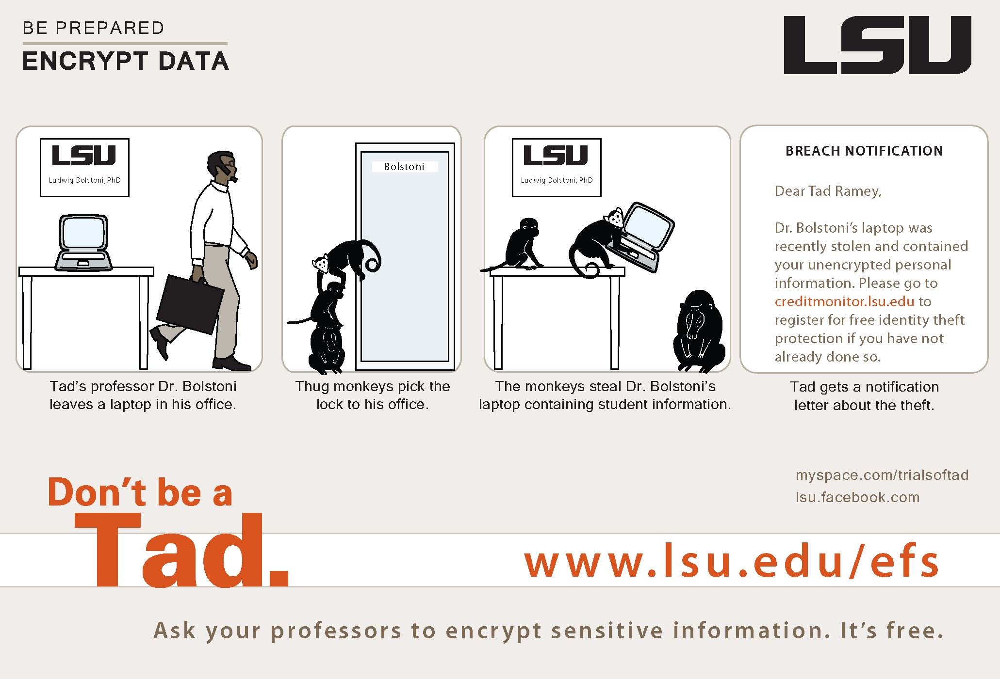 BE PREPARED
ENCRYPT DATA
LSU
LSU
Ludwig Bolstoni, PhD
Tad's professor Dr. Bolstoni
leaves a laptop in his office.
Bolstoni
Thug monkeys pick the
lock to his office.
LSU
Ludwig Bolstoni, PhD
The monkeys steal Dr. Bolstoni's
laptop containing student information.
BREACH NOTIFICATION
Dear Tad Ramey,
Dr. Bolstoni's laptop was
recently stolen and contained
your unencrypted personal
information. Please go to
creditmonitor.lsu.edu to
register for free identity theft
protection if you have not
already done so.
Tad gets a notification
letter about the theft.
myspace.com/trialsoftad
lsu.facebook.com
Don't be a
Tad.
www.lsu.edu/efs
Ask your professors to encrypt sensitive information. It's free.